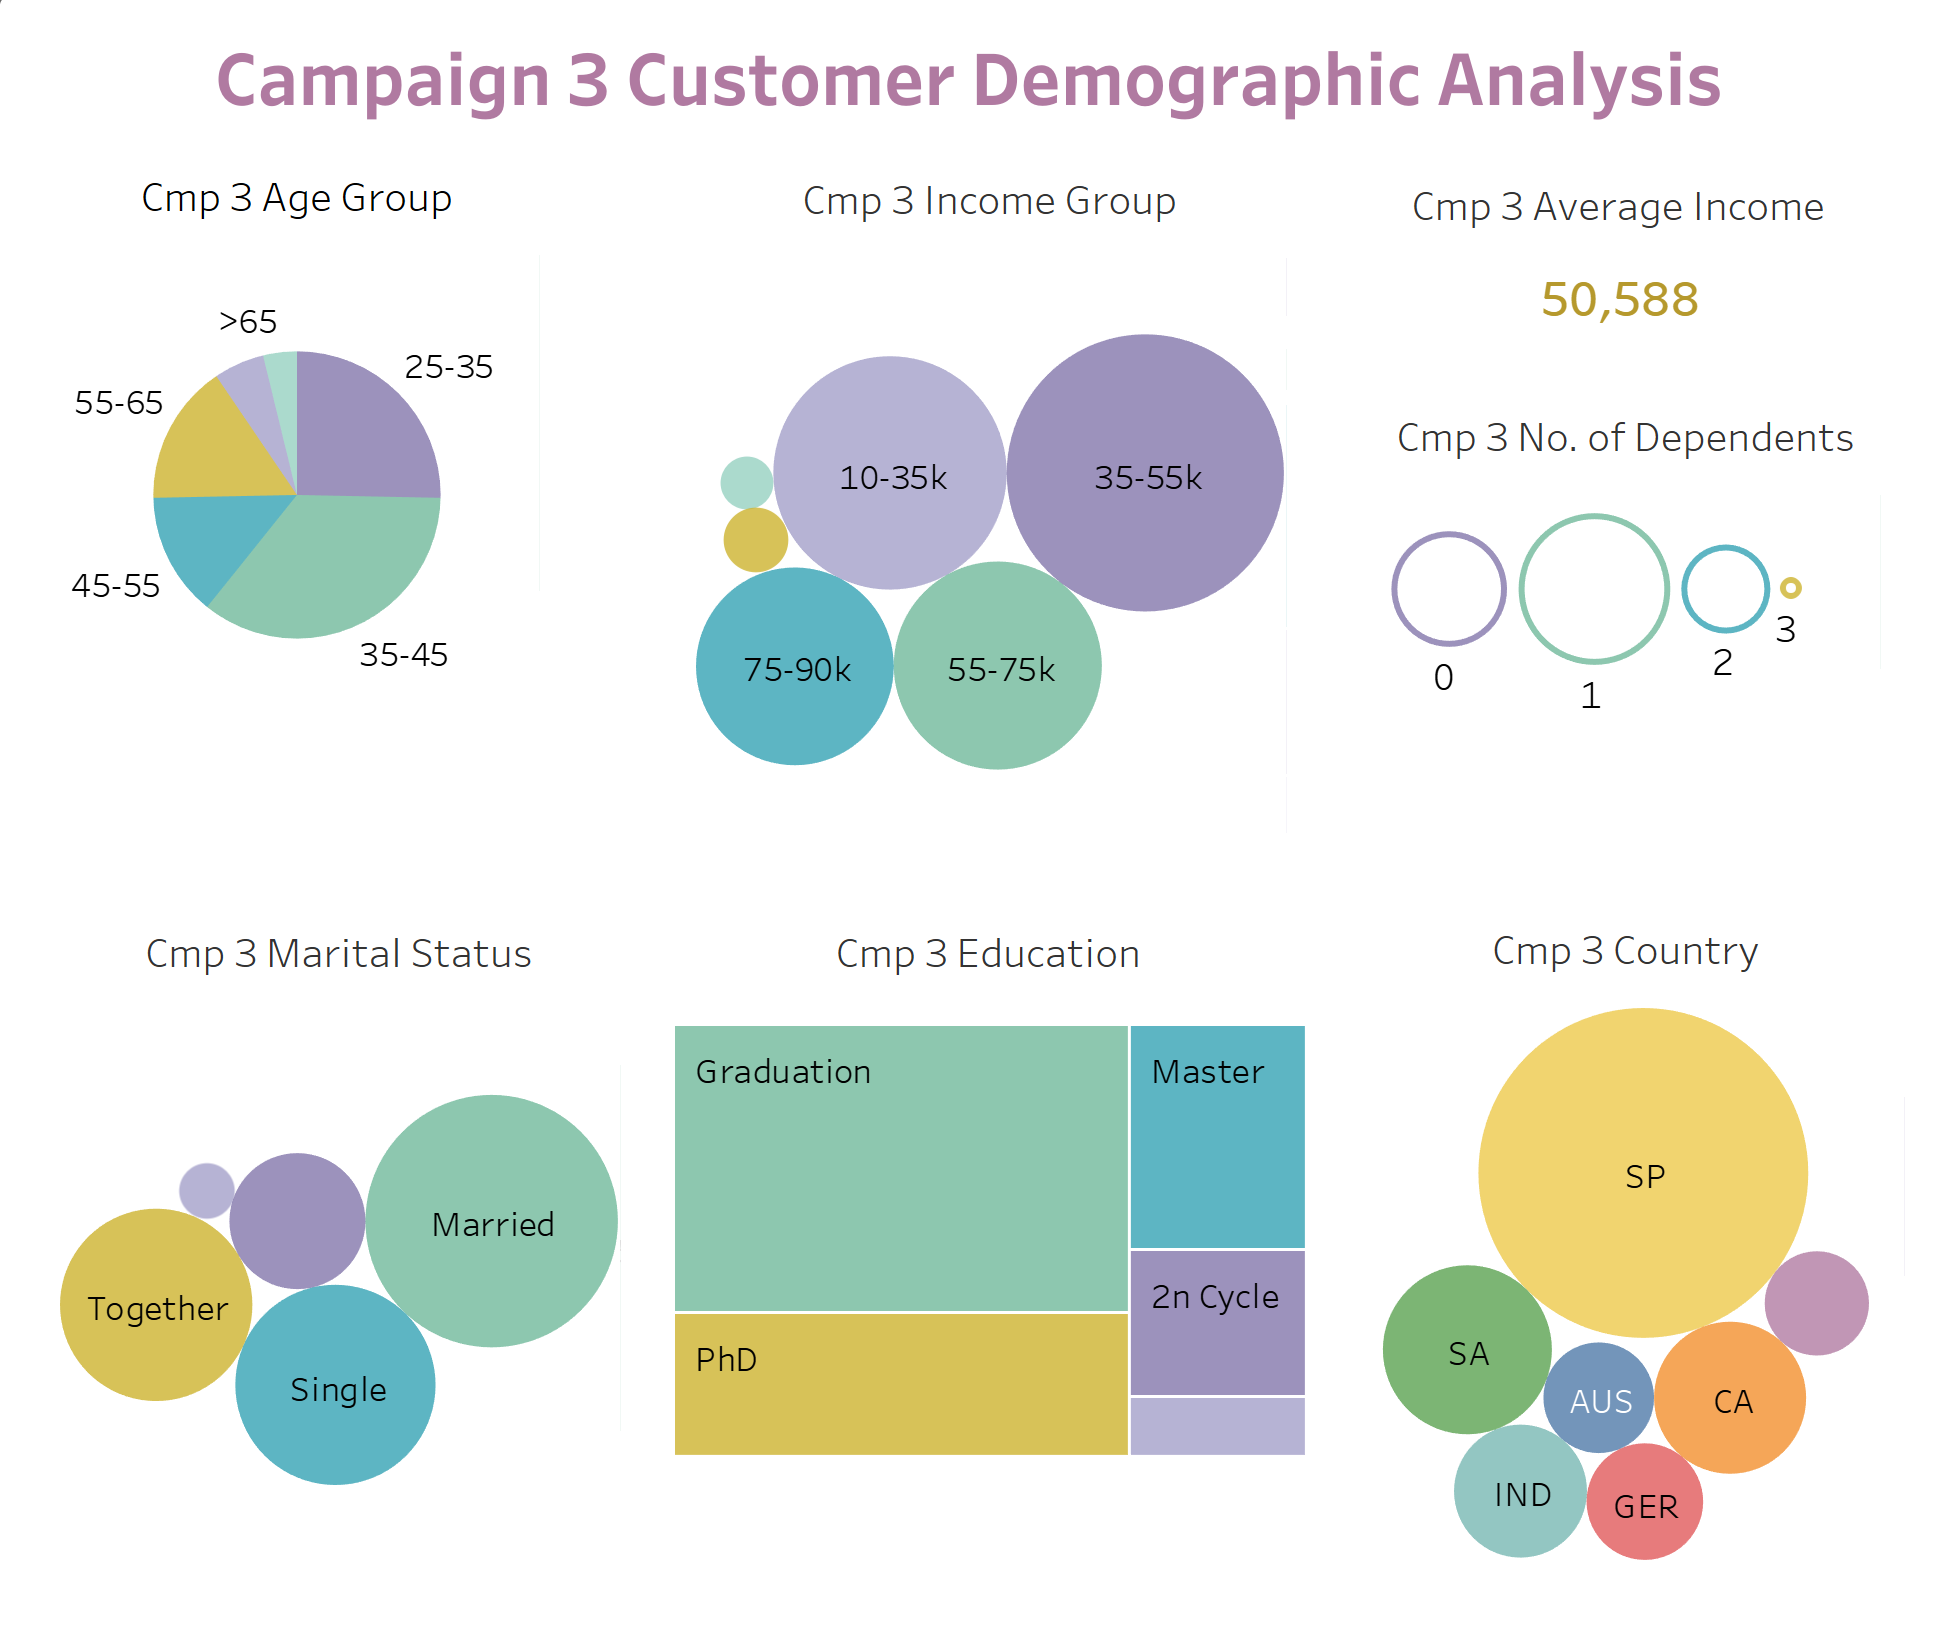 Campaign 3 Customer Demographic Analysis
Cmp 3 Age Group
>65
25-35
55-65
45-55
35-45
Cmp 3 Income Group
10-35k
35-55k
75-90k
55-75k
Cmp 3 Average Income
50,588
Cmp 3 No. of Dependents
0
1
2
3
Cmp 3 Marital Status
Married
Together
Single
Cmp 3 Education
Graduation
Master
2n Cycle
PhD
Cmp 3 Country
SP
SA
AUS
CA
IND
GER